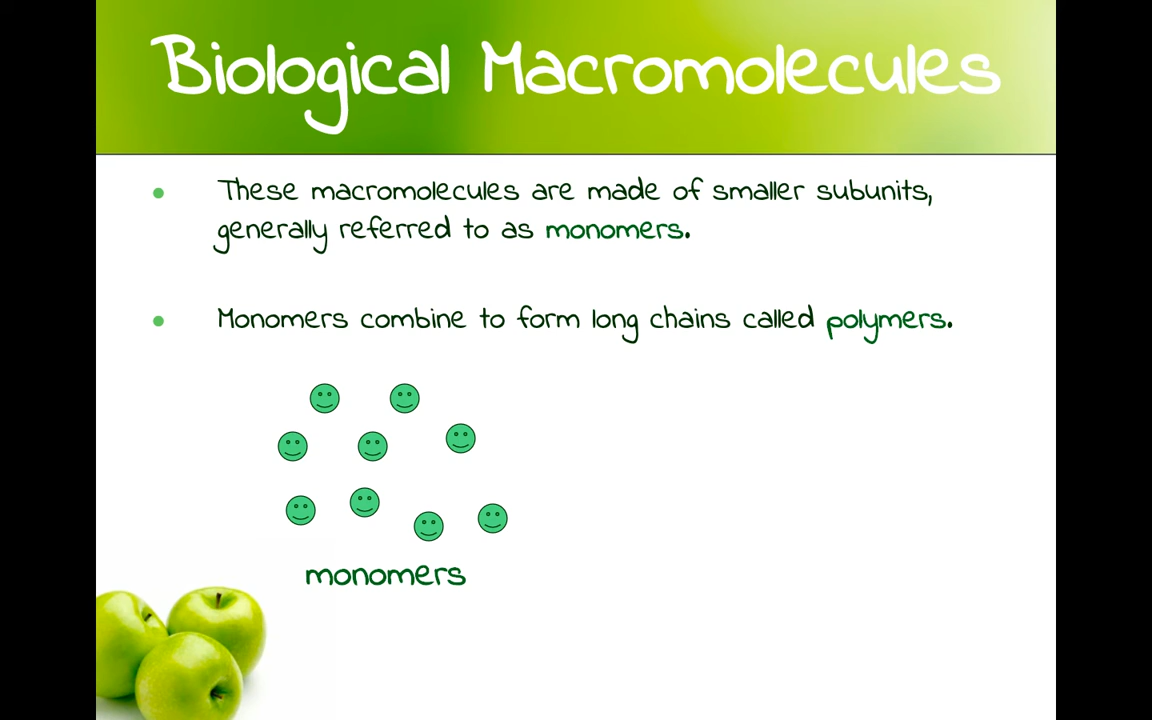 Biological Macromolecules
• These macromolecules are made of smaller subunits,
generally referred to as monomers.
• Monomers combine to form long chains called polymers.
monomers